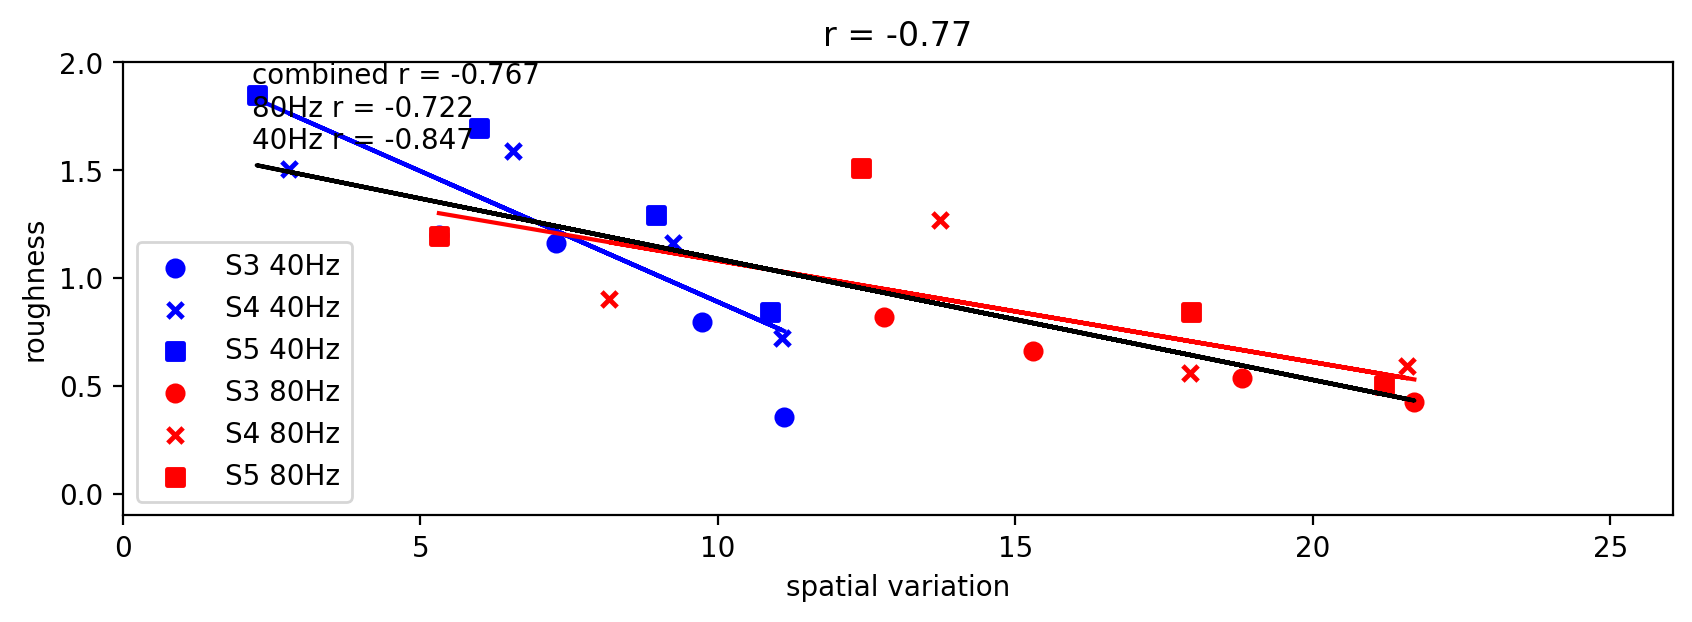 r = -0.77
combined r = -0.767
80Hz r = -0.722
40Hz r = -0.847
2.0
1.5
1.0
0.5
0.0
roughness
S3 40Hz
S4 40Hz
S5 40Hz
S3 80Hz
S4 80Hz
S5 80Hz
0 5 10 15 20 25
spatial variation